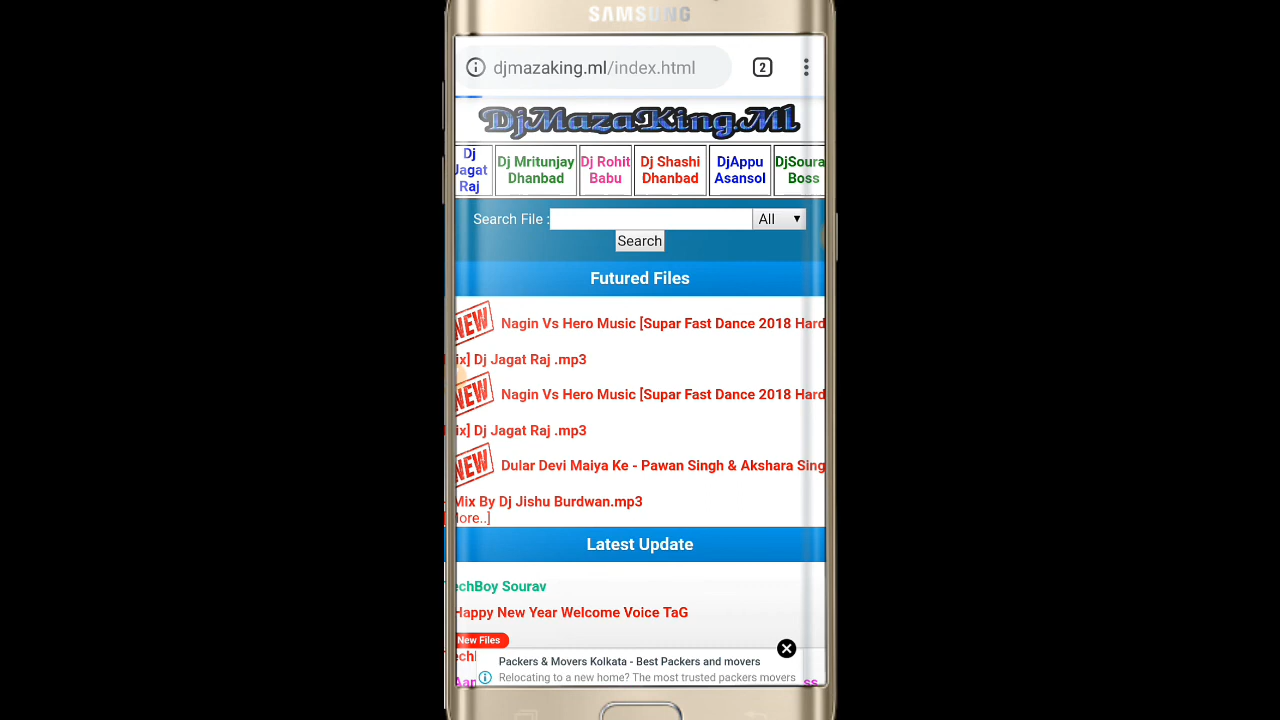 SAMSUNG
djmazaking.ml/index.html
2
DjMazaKing.Ml
Dj Jagat Raj
Dj Mritunjay Dhanbad
Dj Rohit Babu
Dj Shashi Dhanbad
DjAppu Asansol
DjSoura Boss
Search File :
All
Search
Futured Files
NEW Nagin Vs Hero Music [Supar Fast Dance 2018 Hard
ix] Dj Jagat Raj .mp3
NEW Nagin Vs Hero Music [Supar Fast Dance 2018 Hard
ix] Dj Jagat Raj .mp3
NEW Dular Devi Maiya Ke - Pawan Singh & Akshara Sing
Mix By Dj Jishu Burdwan.mp3
ore..]
Latest Update
echBoy Sourav
Happy New Year Welcome Voice TaG
New Files
Packers & Movers Kolkata - Best Packers and movers
Relocating to a new home? The most trusted packers movers